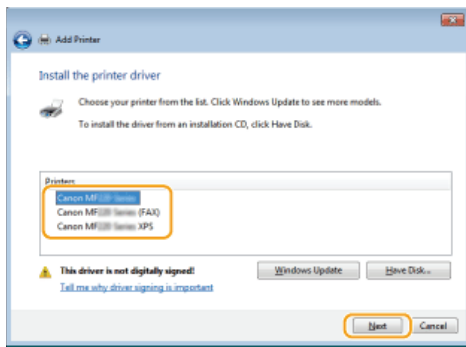 Add Printer
Install the printer driver
Choose your printer from the list. Click Windows Update to see more models.
To install the driver from an installation CD, click Have Disk.
Printers
Canon MF
Canon MF (FAX)
Canon MF XPS
This driver is not digitally signed!
Windows Update
Have Disk...
Tell me why driver signing is important
Next
Cancel